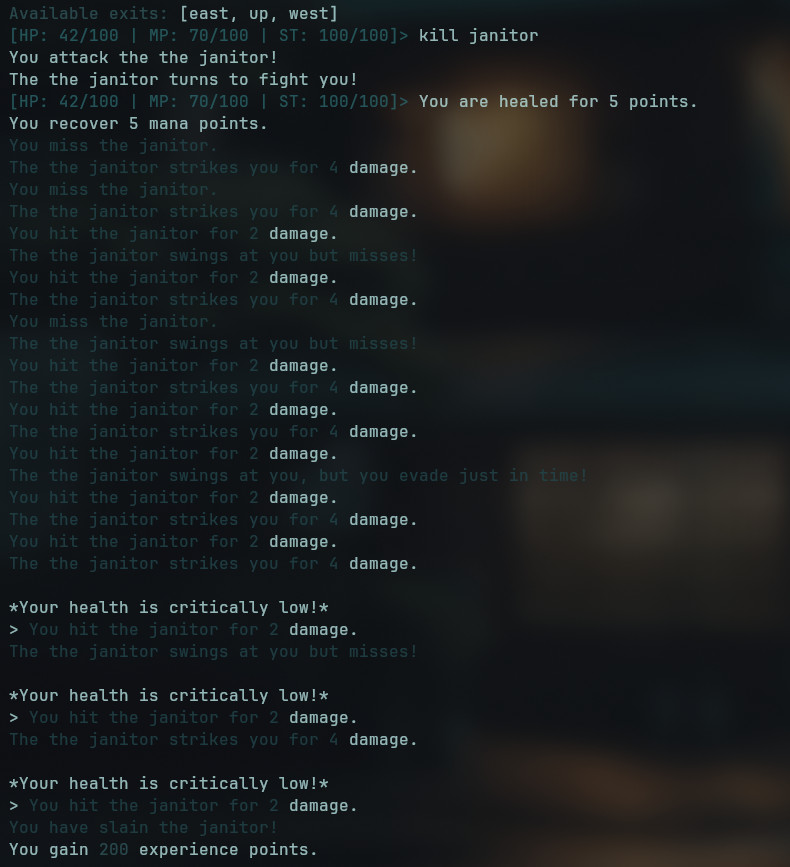 Available exits: [east, up, west]
[HP: 42/100 | MP: 70/100 | ST: 100/100]> kill janitor
You attack the the janitor!
The the janitor turns to fight you!
[HP: 42/100 | MP: 70/100 | ST: 100/100]> You are healed for 5 points.
You recover 5 mana points.
You miss the janitor.
The the janitor strikes you for 4 damage.
You miss the janitor.
The the janitor strikes you for 4 damage.
You hit the janitor for 2 damage.
The the janitor swings at you but misses!
You hit the janitor for 2 damage.
The the janitor strikes you for 4 damage.
You miss the janitor.
The the janitor swings at you but misses!
You hit the janitor for 2 damage.
The the janitor strikes you for 4 damage.
You hit the janitor for 2 damage.
The the janitor strikes you for 4 damage.
You hit the janitor for 2 damage.
The the janitor swings at you, but you evade just in time!
You hit the janitor for 2 damage.
The the janitor strikes you for 4 damage.
You hit the janitor for 2 damage.
The the janitor strikes you for 4 damage.
*Your health is critically low!*
> You hit the janitor for 2 damage.
The the janitor swings at you but misses!
*Your health is critically low!*
> You hit the janitor for 2 damage.
The the janitor strikes you for 4 damage.
*Your health is critically low!*
> You hit the janitor for 2 damage.
You have slain the janitor!
You gain 200 experience points.